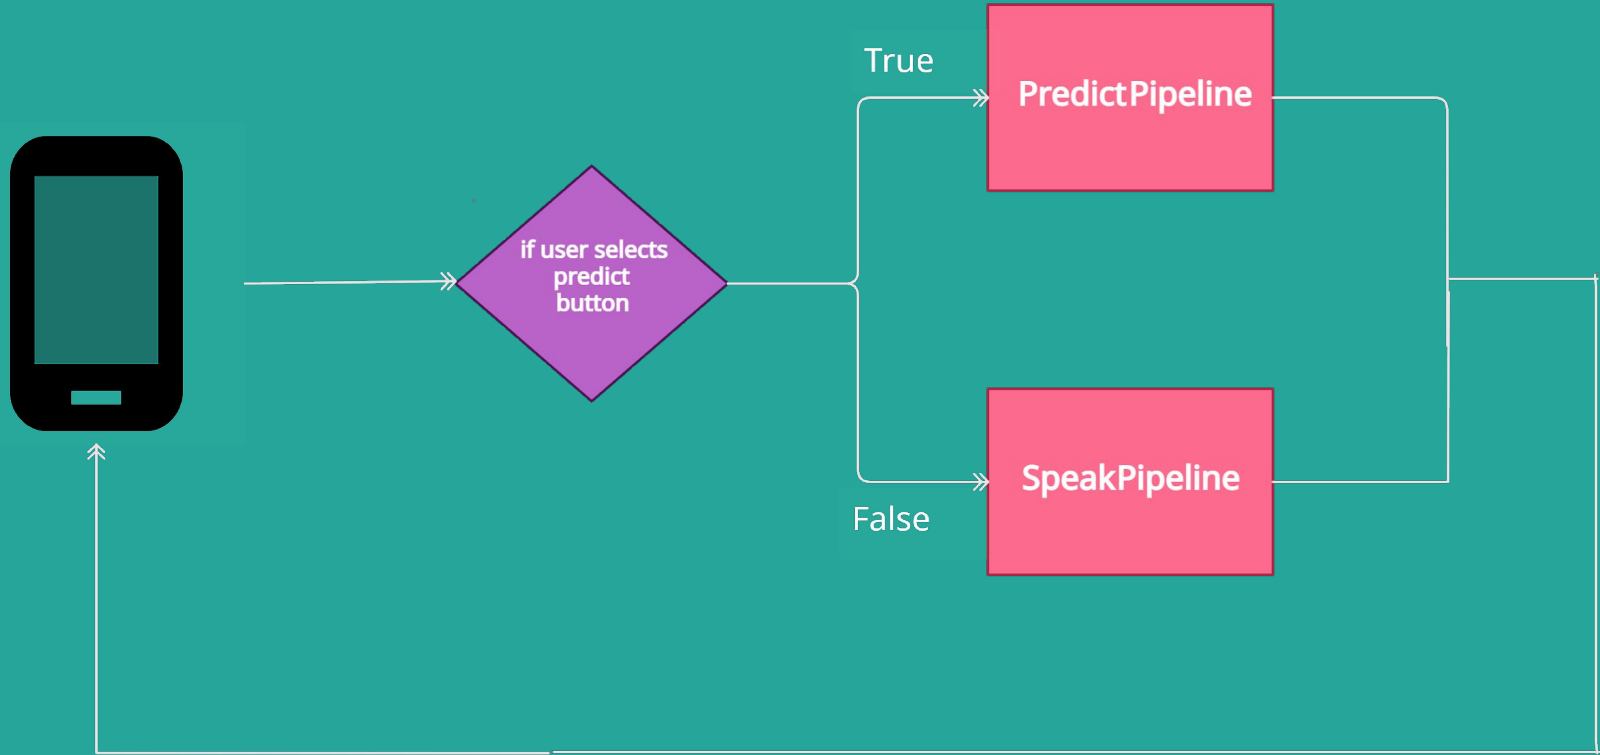 True
PredictPipeline
if user selects
predict
button
SpeakPipeline
False